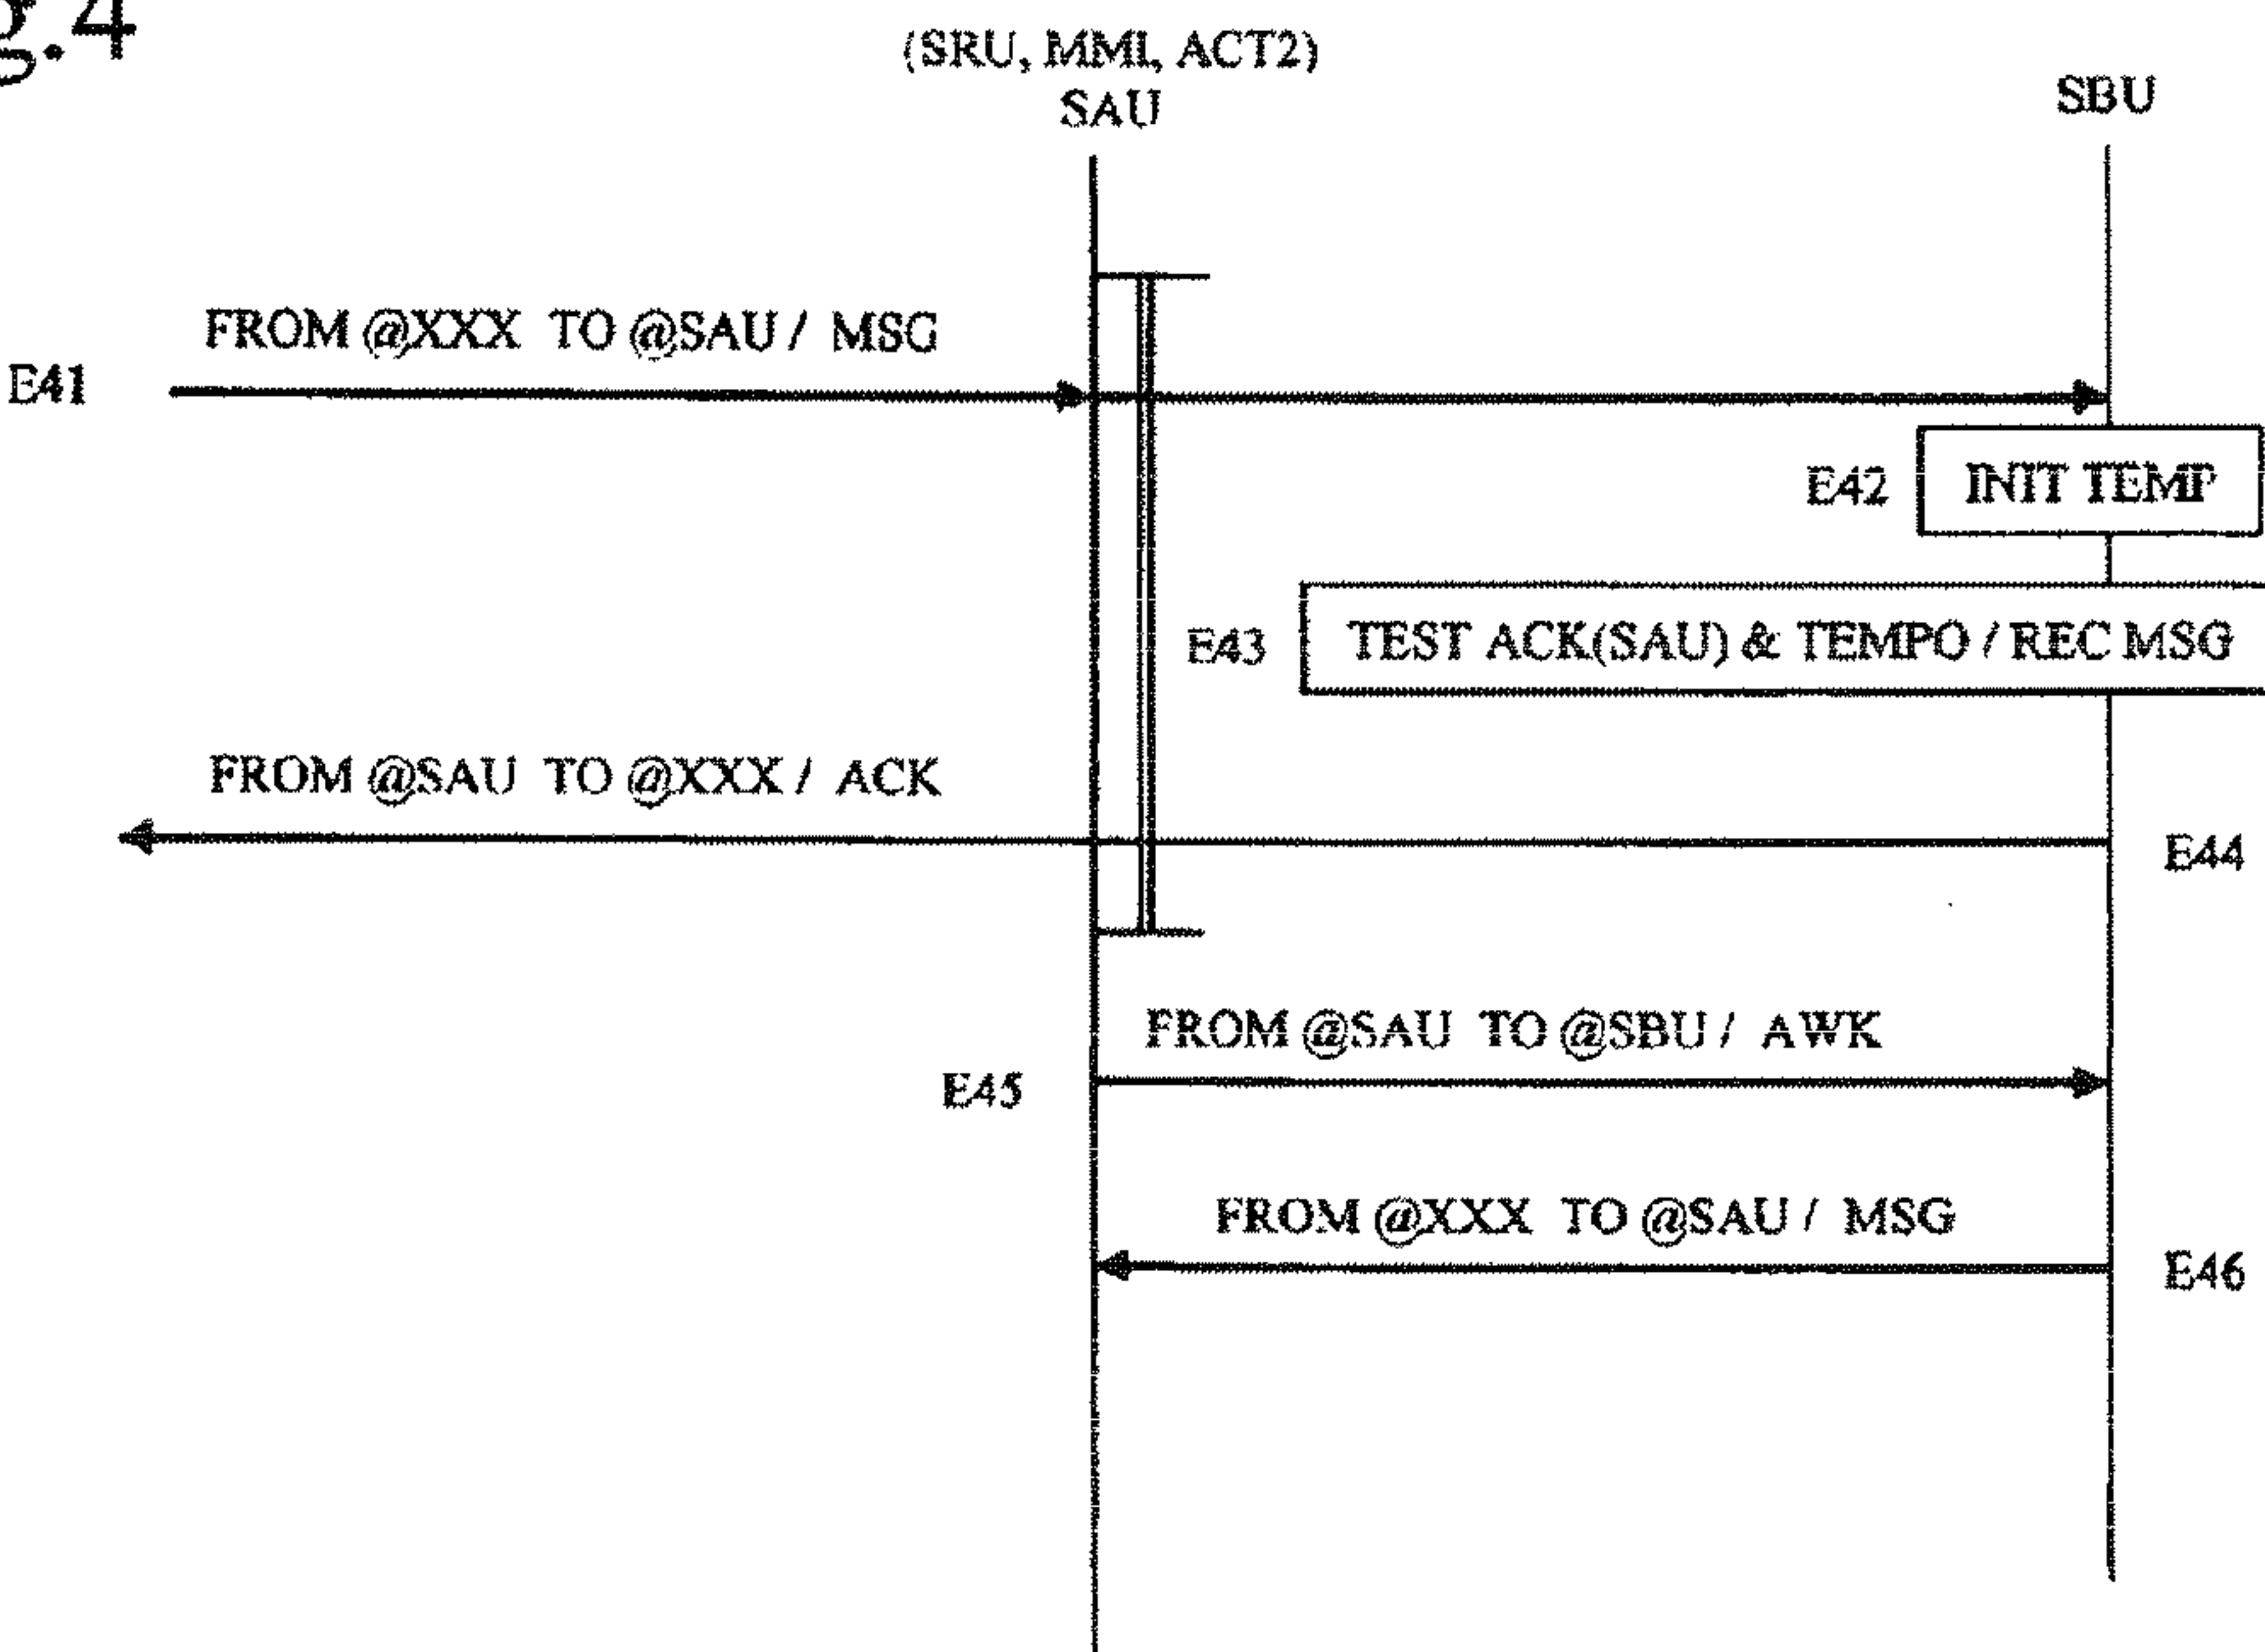 g.4
(SRU, MMI, ACT2)
SAU
SBU
FROM @XXX TO @SAU / MSG
E41
E42
INIT TEMP
E43
TEST ACK(SAU) & TEMPO / REC MSG
FROM @SAU TO @XXX / ACK
E44
FROM @SAU TO @SBU / AWK
E45
FROM @XXX TO @SAU / MSG
E46